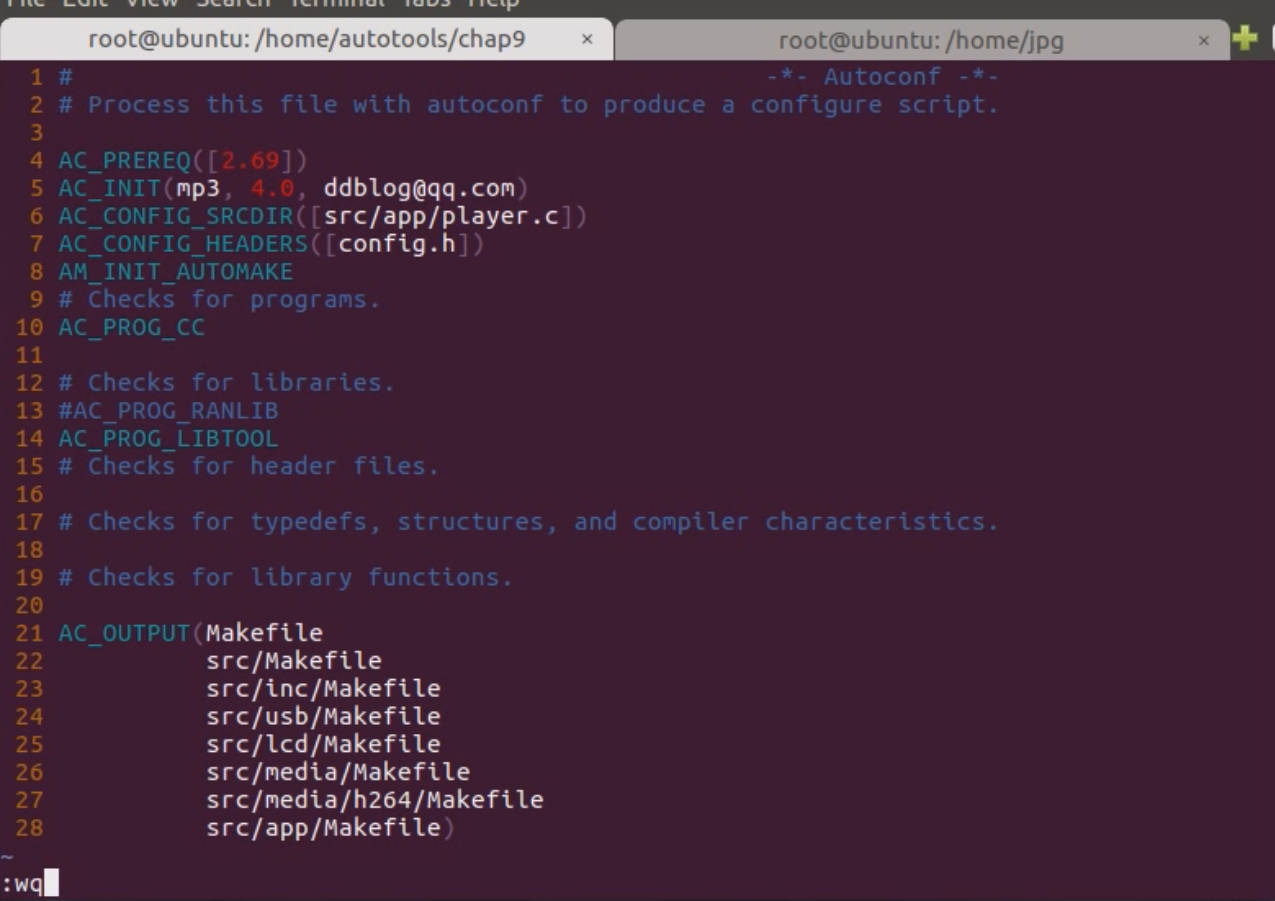 File Edit View Search Terminal Tabs Help
root@ubuntu: /home/autotools/chap9 × root@ubuntu: /home/jpg ×
1 # -*- Autoconf -*-
2 # Process this file with autoconf to produce a configure script.
3
4 AC_PREREQ([2.69])
5 AC_INIT(mp3, 4.0, ddblog@qq.com)
6 AC_CONFIG_SRCDIR([src/app/player.c])
7 AC_CONFIG_HEADERS([config.h])
8 AM_INIT_AUTOMAKE
9 # Checks for programs.
10 AC_PROG_CC
11
12 # Checks for libraries.
13 #AC_PROG_RANLIB
14 AC_PROG_LIBTOOL
15 # Checks for header files.
16
17 # Checks for typedefs, structures, and compiler characteristics.
18
19 # Checks for library functions.
20
21 AC_OUTPUT(Makefile
22 src/Makefile
23 src/inc/Makefile
24 src/usb/Makefile
25 src/lcd/Makefile
26 src/media/Makefile
27 src/media/h264/Makefile
28 src/app/Makefile)
~
:wq